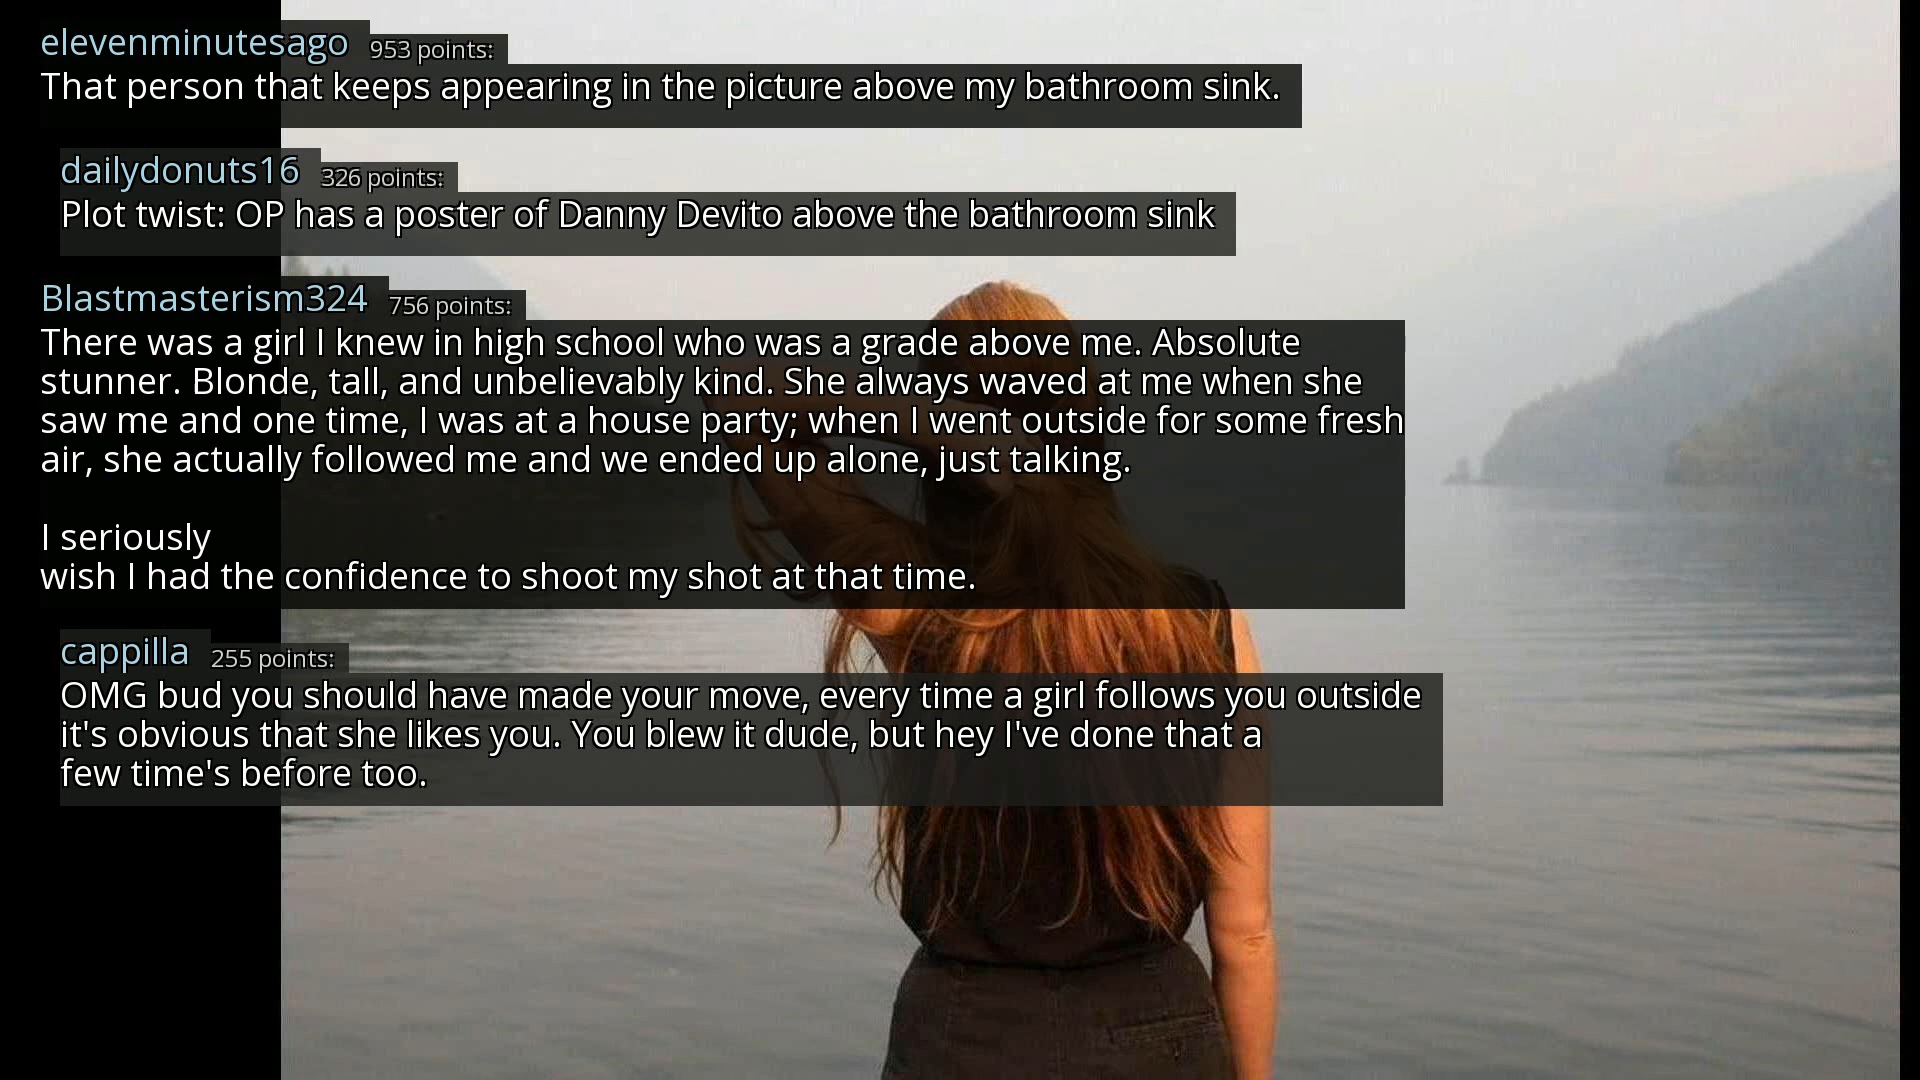 elevenminutesago 953 points:
That person that keeps appearing in the picture above my bathroom sink.
dailydonuts16 326 points:
Plot twist: OP has a poster of Danny Devito above the bathroom sink
Blastmasterism324 756 points:
There was a girl I knew in high school who was a grade above me. Absolute
stunner. Blonde, tall, and unbelievably kind. She always waved at me when she
saw me and one time, I was at a house party; when I went outside for some fresh
air, she actually followed me and we ended up alone, just talking.
I seriously
wish I had the confidence to shoot my shot at that time.
cappilla 255 points:
OMG bud you should have made your move, every time a girl follows you outside
it's obvious that she likes you. You blew it dude, but hey I've done that a
few time's before too.